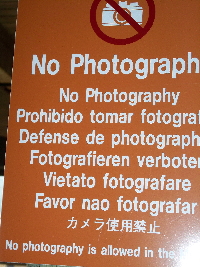 No Photograph
No Photography
Prohibido tomar fotograf
Defense de photograph
Fotografieren verboten
Vietato fotografare
Favor nao fotografar
カメラ使用禁止
No photography is allowed in the